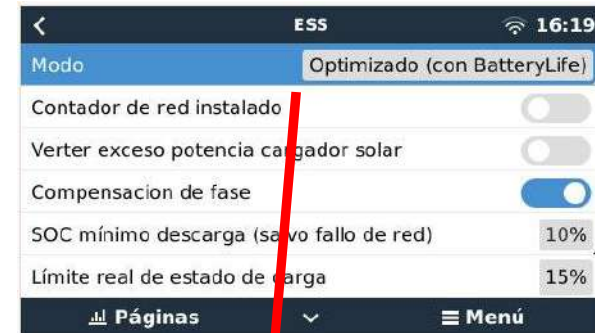 ESS 16:19
Modo Optimizado (con BatteryLife)
Contador de red instalado
Verter exceso potencia cargador solar
Compensacion de fase
SOC mínimo descarga (salvo fallo de red) 10%
Límite real de estado de carga 15%
Páginas Menú